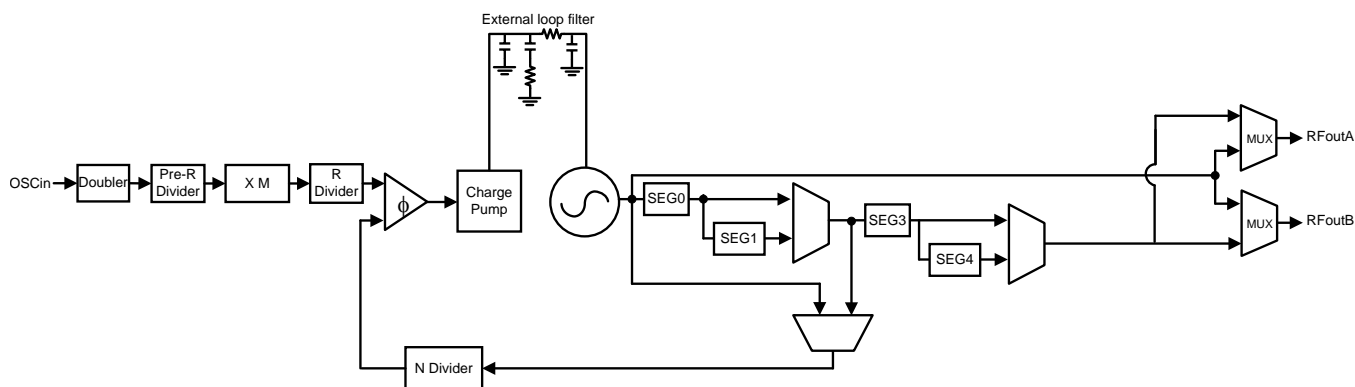 External loop filter
OSCin
Doubler
Pre-R
Divider
X M
R
Divider
ϕ
Charge
Pump
SEG0
SEG1
SEG3
SEG4
MUX
RFoutA
MUX
RFoutB
N Divider